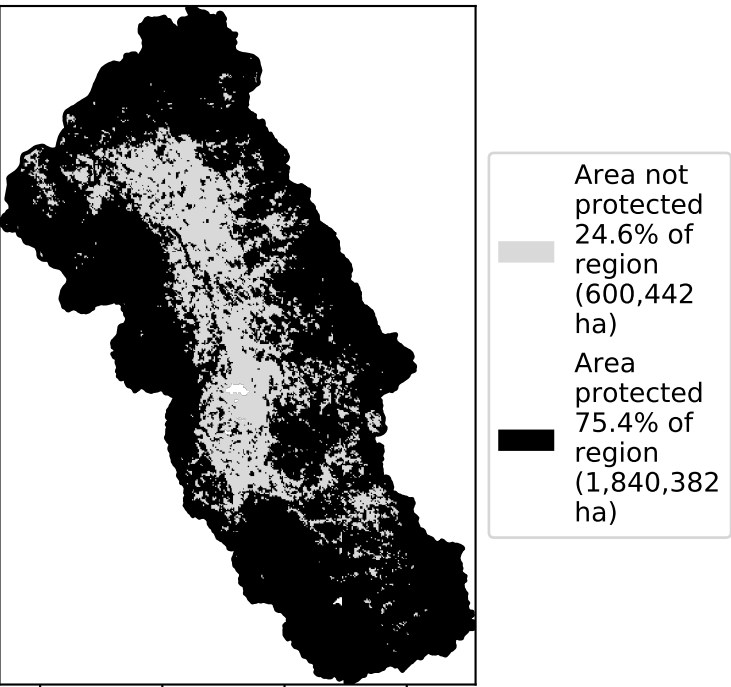 Area not
protected
24.6% of
region
(600,442
ha)
Area
protected
75.4% of
region
(1,840,382
ha)